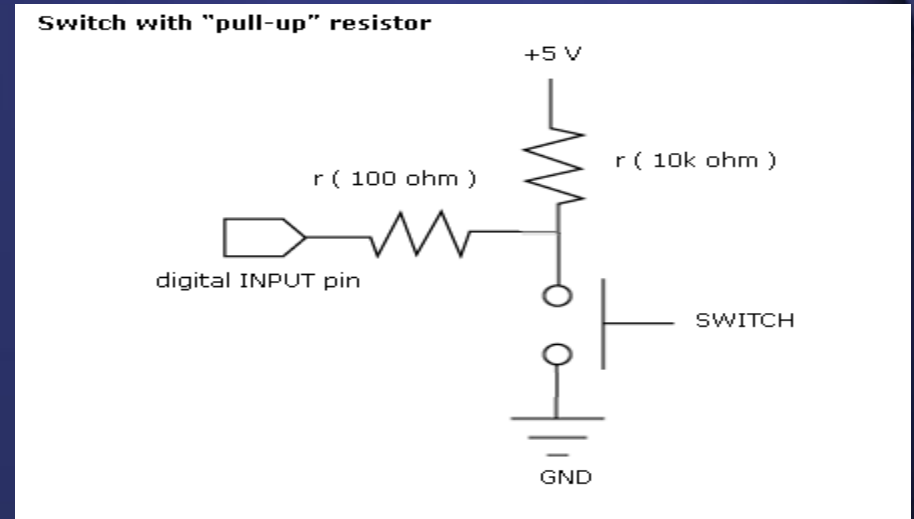 Switch with “pull-up” resistor
+5 V
r ( 10k ohm )
r ( 100 ohm )
digital INPUT pin
SWITCH
GND